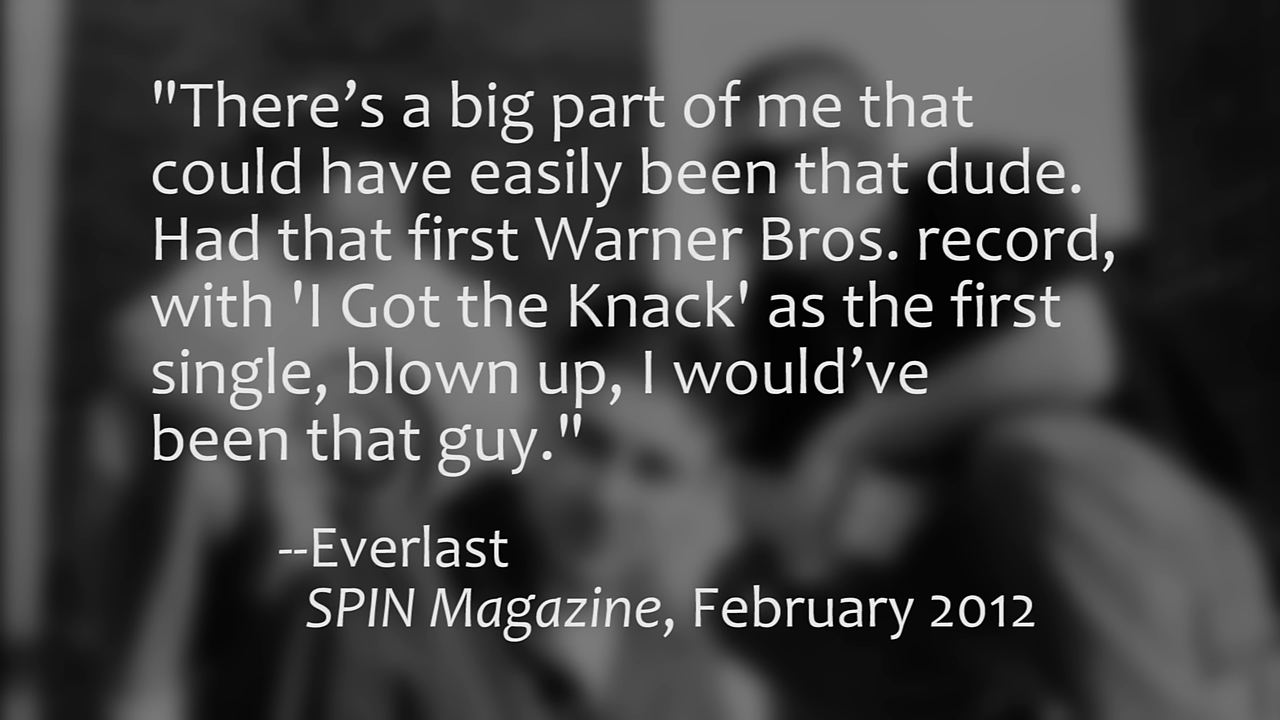 "There’s a big part of me that
could have easily been that dude.
Had that first Warner Bros. record,
with 'I Got the Knack' as the first
single, blown up, I would’ve
been that guy."
--Everlast
SPIN Magazine, February 2012